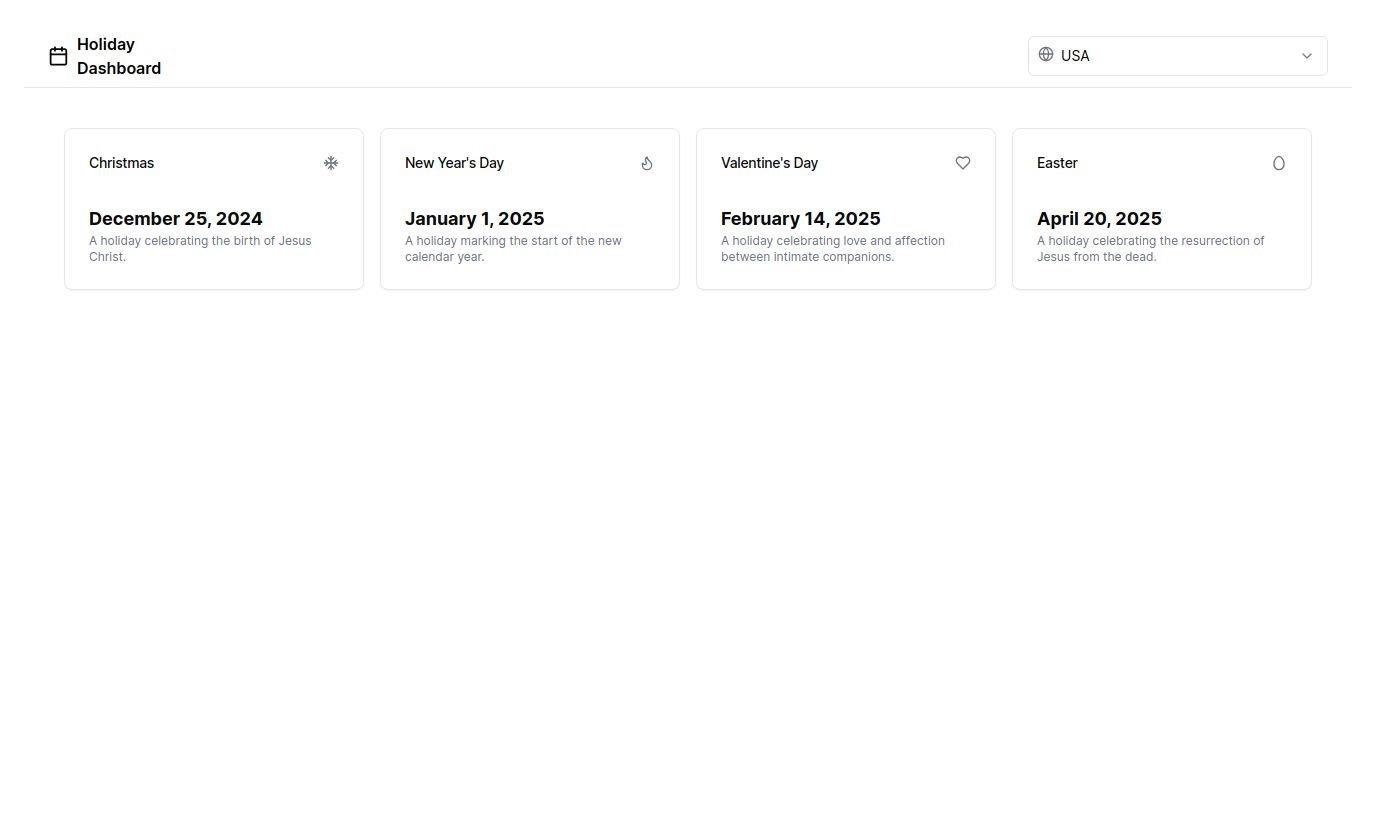 Holiday
Dashboard
USA
Christmas
December 25, 2024
A holiday celebrating the birth of Jesus
Christ.
New Year's Day
January 1, 2025
A holiday marking the start of the new
calendar year.
Valentine's Day
February 14, 2025
A holiday celebrating love and affection
between intimate companions.
Easter
April 20, 2025
A holiday celebrating the resurrection of
Jesus from the dead.